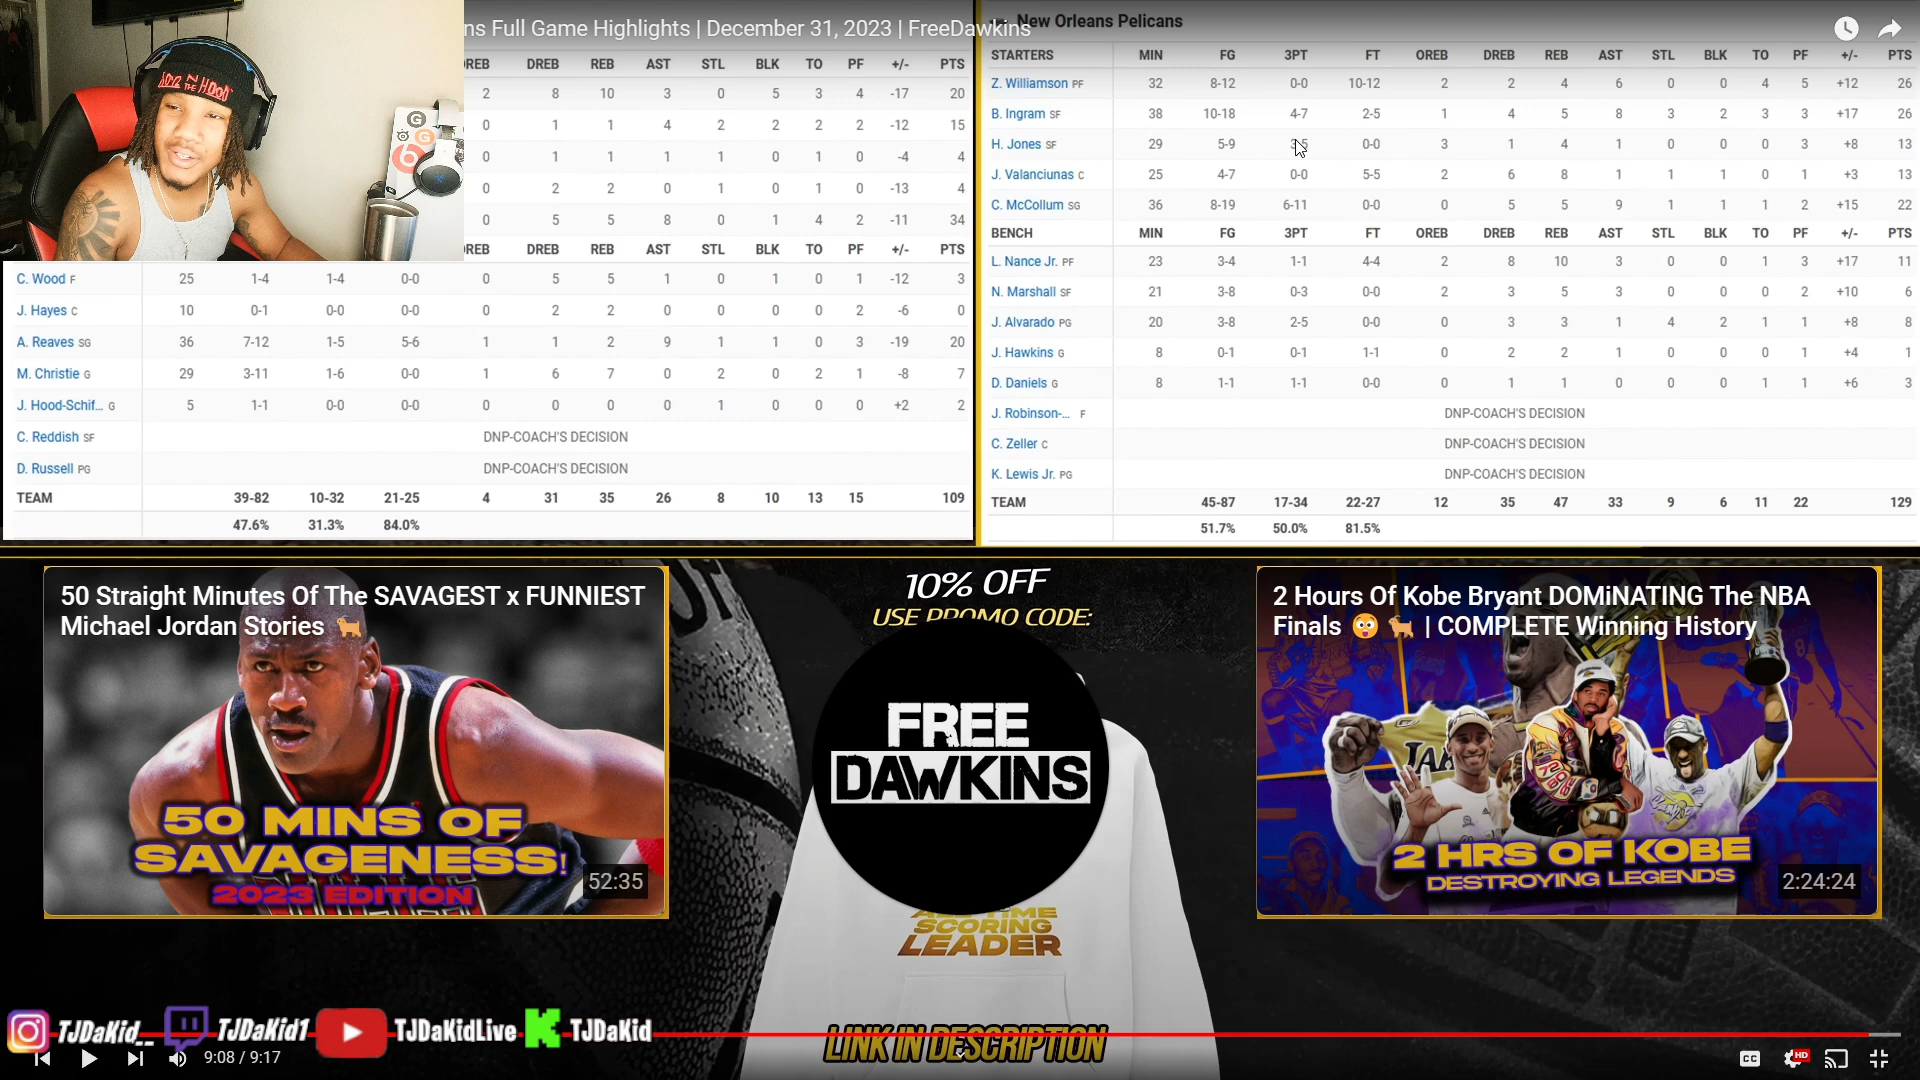 ns Full Game Highlights | December 31, 2023 | FreeDawkins
REB DREB REB AST STL BLK TO PF +/- PTS
2 8 10 3 0 5 3 4 -17 20
0 1 1 4 2 2 2 2 -12 15
0 1 1 1 1 0 1 0 -4 4
0 2 2 0 1 0 1 0 -13 4
0 5 5 8 0 1 4 2 -11 34
REB DREB REB AST STL BLK TO PF +/- PTS
C. Wood F 25 1-4 1-4 0-0 0 5 5 1 0 1 0 1 -12 3
J. Hayes C 10 0-1 0-0 0-0 0 2 2 0 0 0 0 2 -6 0
A. Reaves SG 36 7-12 1-5 5-6 1 1 2 9 1 1 0 3 -19 20
M. Christie G 29 3-11 1-6 0-0 1 6 7 0 2 0 2 1 -8 7
J. Hood-Schif... G 5 1-1 0-0 0-0 0 0 0 0 1 0 0 0 +2 2
C. Reddish SF DNP-COACH'S DECISION
D. Russell PG DNP-COACH'S DECISION
TEAM 39-82 10-32 21-25 4 31 35 26 8 10 13 15 109
47.6% 31.3% 84.0%
New Orleans Pelicans
STARTERS MIN FG 3PT FT OREB DREB REB AST STL BLK TO PF +/- PTS
Z. Williamson PF 32 8-12 0-0 10-12 2 2 4 6 0 0 4 5 +12 26
B. Ingram SF 38 10-18 4-7 2-5 1 4 5 8 3 2 3 3 +17 26
H. Jones SF 29 5-9 3-5 0-0 3 1 4 1 0 0 0 3 +8 13
J. Valanciunas C 25 4-7 0-0 5-5 2 6 8 1 1 1 0 1 +3 13
C. McCollum SG 36 8-19 6-11 0-0 0 5 5 9 1 1 1 2 +15 22
BENCH MIN FG 3PT FT OREB DREB REB AST STL BLK TO PF +/- PTS
L. Nance Jr. PF 23 3-4 1-1 4-4 2 8 10 3 0 0 1 3 +17 11
N. Marshall SF 21 3-8 0-3 0-0 2 3 5 3 0 0 0 2 +10 6
J. Alvarado PG 20 3-8 2-5 0-0 0 3 3 1 4 2 1 1 +8 8
J. Hawkins G 8 0-1 0-1 1-1 0 2 2 1 0 0 0 1 +4 1
D. Daniels G 8 1-1 1-1 0-0 0 1 1 0 0 0 1 1 +6 3
J. Robinson-... F DNP-COACH'S DECISION
C. Zeller C DNP-COACH'S DECISION
K. Lewis Jr. PG DNP-COACH'S DECISION
TEAM 45-87 17-34 22-27 12 35 47 33 9 6 11 22 129
51.7% 50.0% 81.5%
50 Straight Minutes Of The SAVAGEST x FUNNIEST
Michael Jordan Stories 🐐
50 MINS OF
SAVAGENESS!
2023 EDITION
52:35
10% OFF
USE PROMO CODE:
FREE
DAWKINS
ALL TIME
SCORING
LEADER
LINK IN DESCRIPTION
2 Hours Of Kobe Bryant DOMiNATING The NBA
Finals 😲 🐐 | COMPLETE Winning History
2 HRS OF KOBE
DESTROYING LEGENDS
2:24:24
TJDaKid__ TJDaKid1 TJDaKidLive TJDaKid
9:08 / 9:17
CC HD